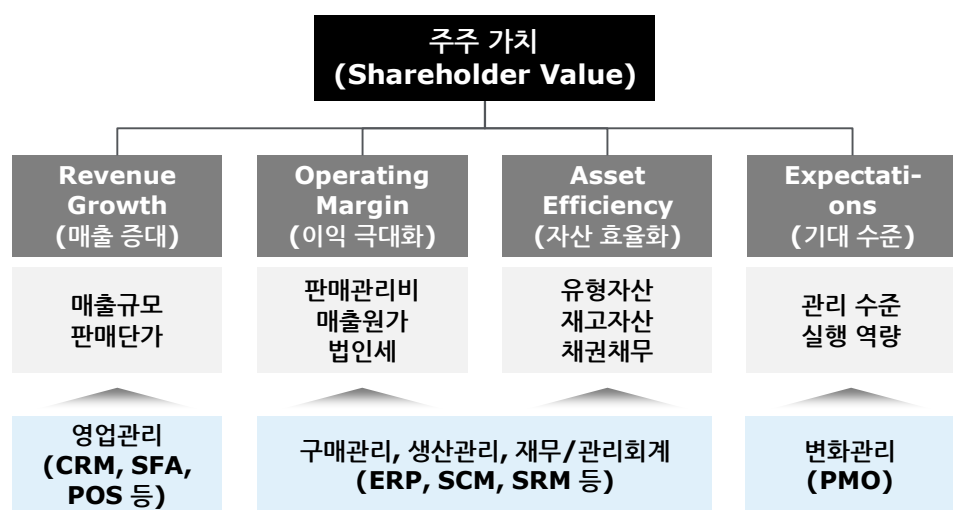 주주 가치
(Shareholder Value)
Revenue
Growth
(매출 증대)
Operating
Margin
(이익 극대화)
Asset
Efficiency
(자산 효율화)
Expectati-
ons
(기대 수준)
매출규모
판매단가
판매관리비
매출원가
법인세
유형자산
재고자산
채권채무
관리 수준
실행 역량
영업관리
(CRM, SFA,
POS 등)
구매관리, 생산관리, 재무/관리회계
(ERP, SCM, SRM 등)
변화관리
(PMO)